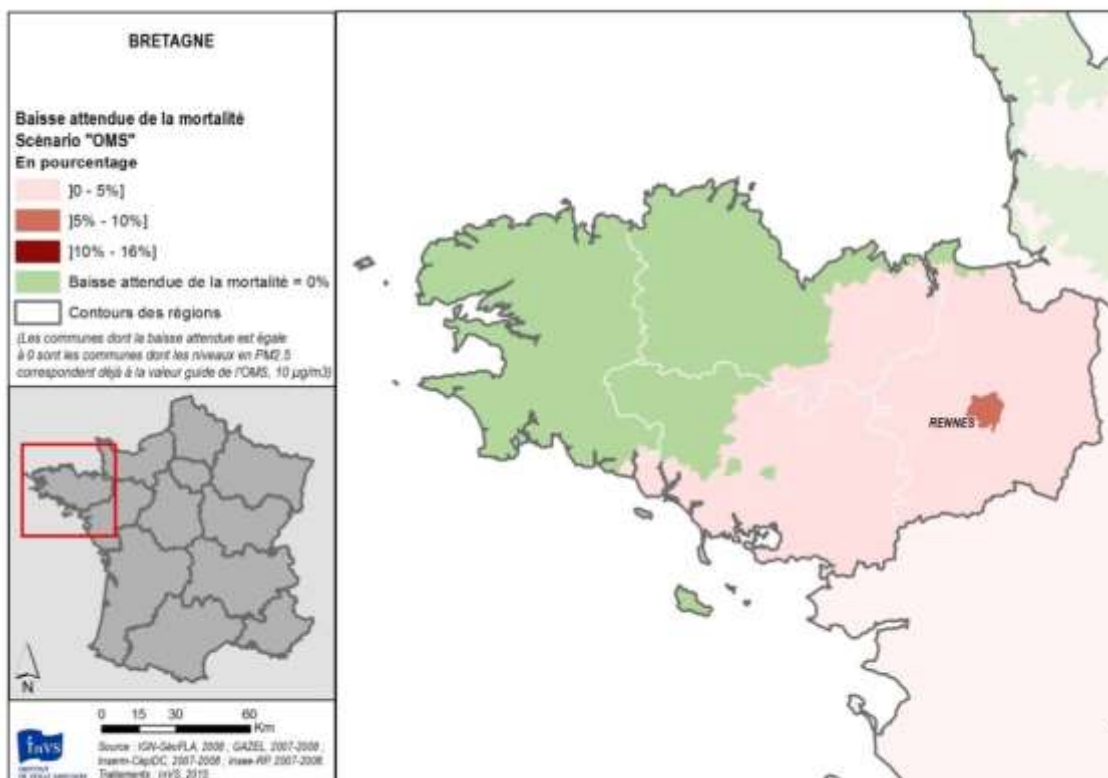 BRETAGNE
Baisse attendue de la mortalité
Scénario "OMS"
En pourcentage
]0 - 5%]
]5% - 10%]
]10% - 16%]
Baisse attendue de la mortalité = 0%
Contours des régions
(Les communes dont la baisse attendue est égale
à 0 sont les communes dont les niveaux en PM2.5
correspondent déjà à la valeur guide de l'OMS, 10 µg/m3)
RENNES
N
0 15 30 60
Km
InVS
INSTITUT
DE VEILLE SANITAIRE
Source : IGN-GéoFLA, 2008 ; GAZEL, 2007-2008 ;
Inserm-CépiDC, 2007-2008 ; Insee-RP 2007-2008.
Traitements : InVS, 2015